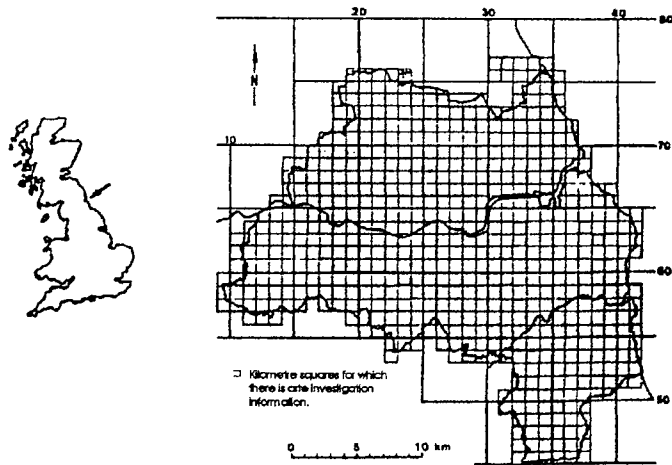 20
30
40
80
N
10
70
60
50
Kilometre squares for which
there is arte investigation
information.
0 5 10 km